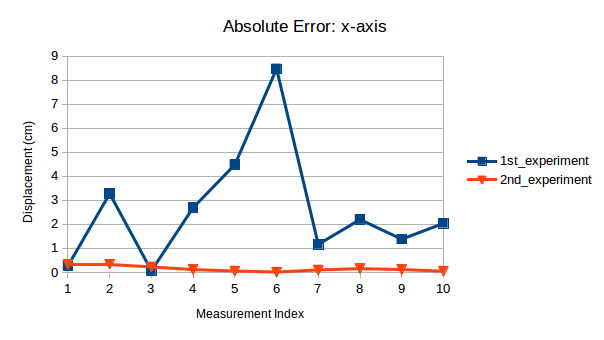 Absolute Error: x-axis
9
8
7
6
5
4
3
2
1
0
Displacement (cm)
1 2 3 4 5 6 7 8 9 10
Measurement Index
1st_experiment
2nd_experiment